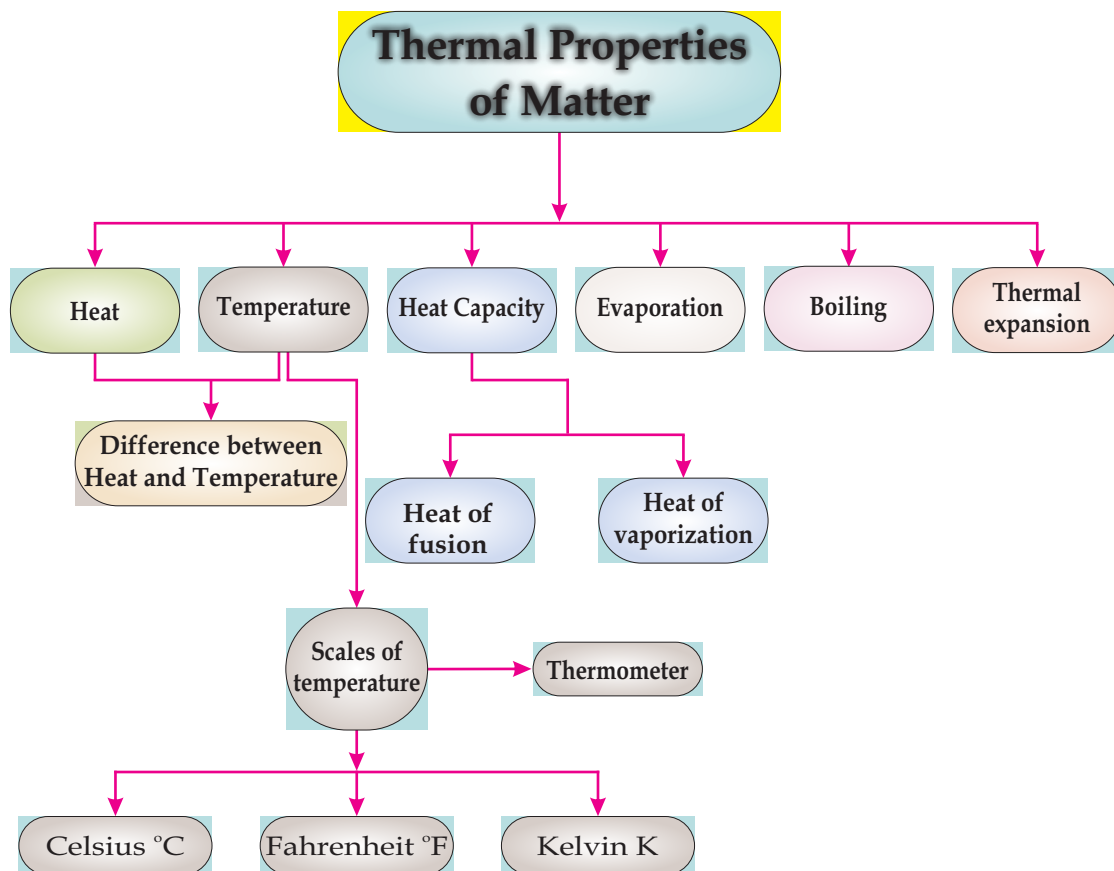 Thermal Properties
of Matter
Heat
Temperature
Heat Capacity
Evaporation
Boiling
Thermal
expansion
Difference between
Heat and Temperature
Heat of
fusion
Heat of
vaporization
Scales of
temperature
Thermometer
Celsius °C
Fahrenheit °F
Kelvin K